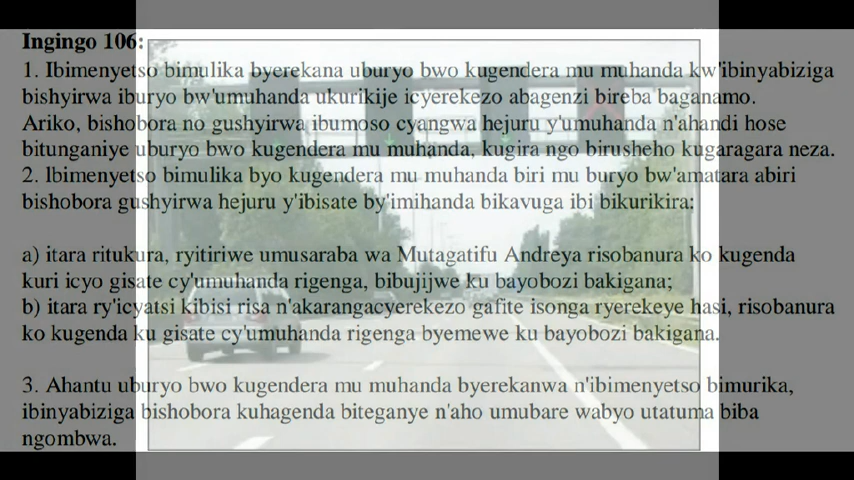 Ingingo 106:
1. Ibimenyetso bimulika byerekana uburyo bwo kugendera mu muhanda kw'ibinyabiziga
bishyirwa iburyo bw'umuhanda ukurikije icyerekezo abagenzi bireba baganamo.
Ariko, bishobora no gushyirwa ibumoso cyangwa hejuru y'umuhanda n'ahandi hose
bitunganiye uburyo bwo kugendera mu muhanda, kugira ngo birusheho kugaragara neza.
2. Ibimenyetso bimulika byo kugendera mu muhanda biri mu buryo bw'amatara abiri
bishobora gushyirwa hejuru y'ibisate by'imihanda bikavuga ibi bikurikira:
a) itara ritukura, ryitiriwe umusaraba wa Mutagatifu Andreya risobanura ko kugenda
kuri icyo gisate cy'umuhanda rigenga, bibujijwe ku bayobozi bakigana;
b) itara ry'icyatsi kibisi risa n'akarangacyerekezo gafite isonga ryerekeye hasi, risobanura
ko kugenda ku gisate cy'umuhanda rigenga byemewe ku bayobozi bakigana.
3. Ahantu uburyo bwo kugendera mu muhanda byerekanwa n'ibimenyetso bimurika,
ibinyabiziga bishobora kuhagenda biteganye n'aho umubare wabyo utatuma biba
ngombwa.